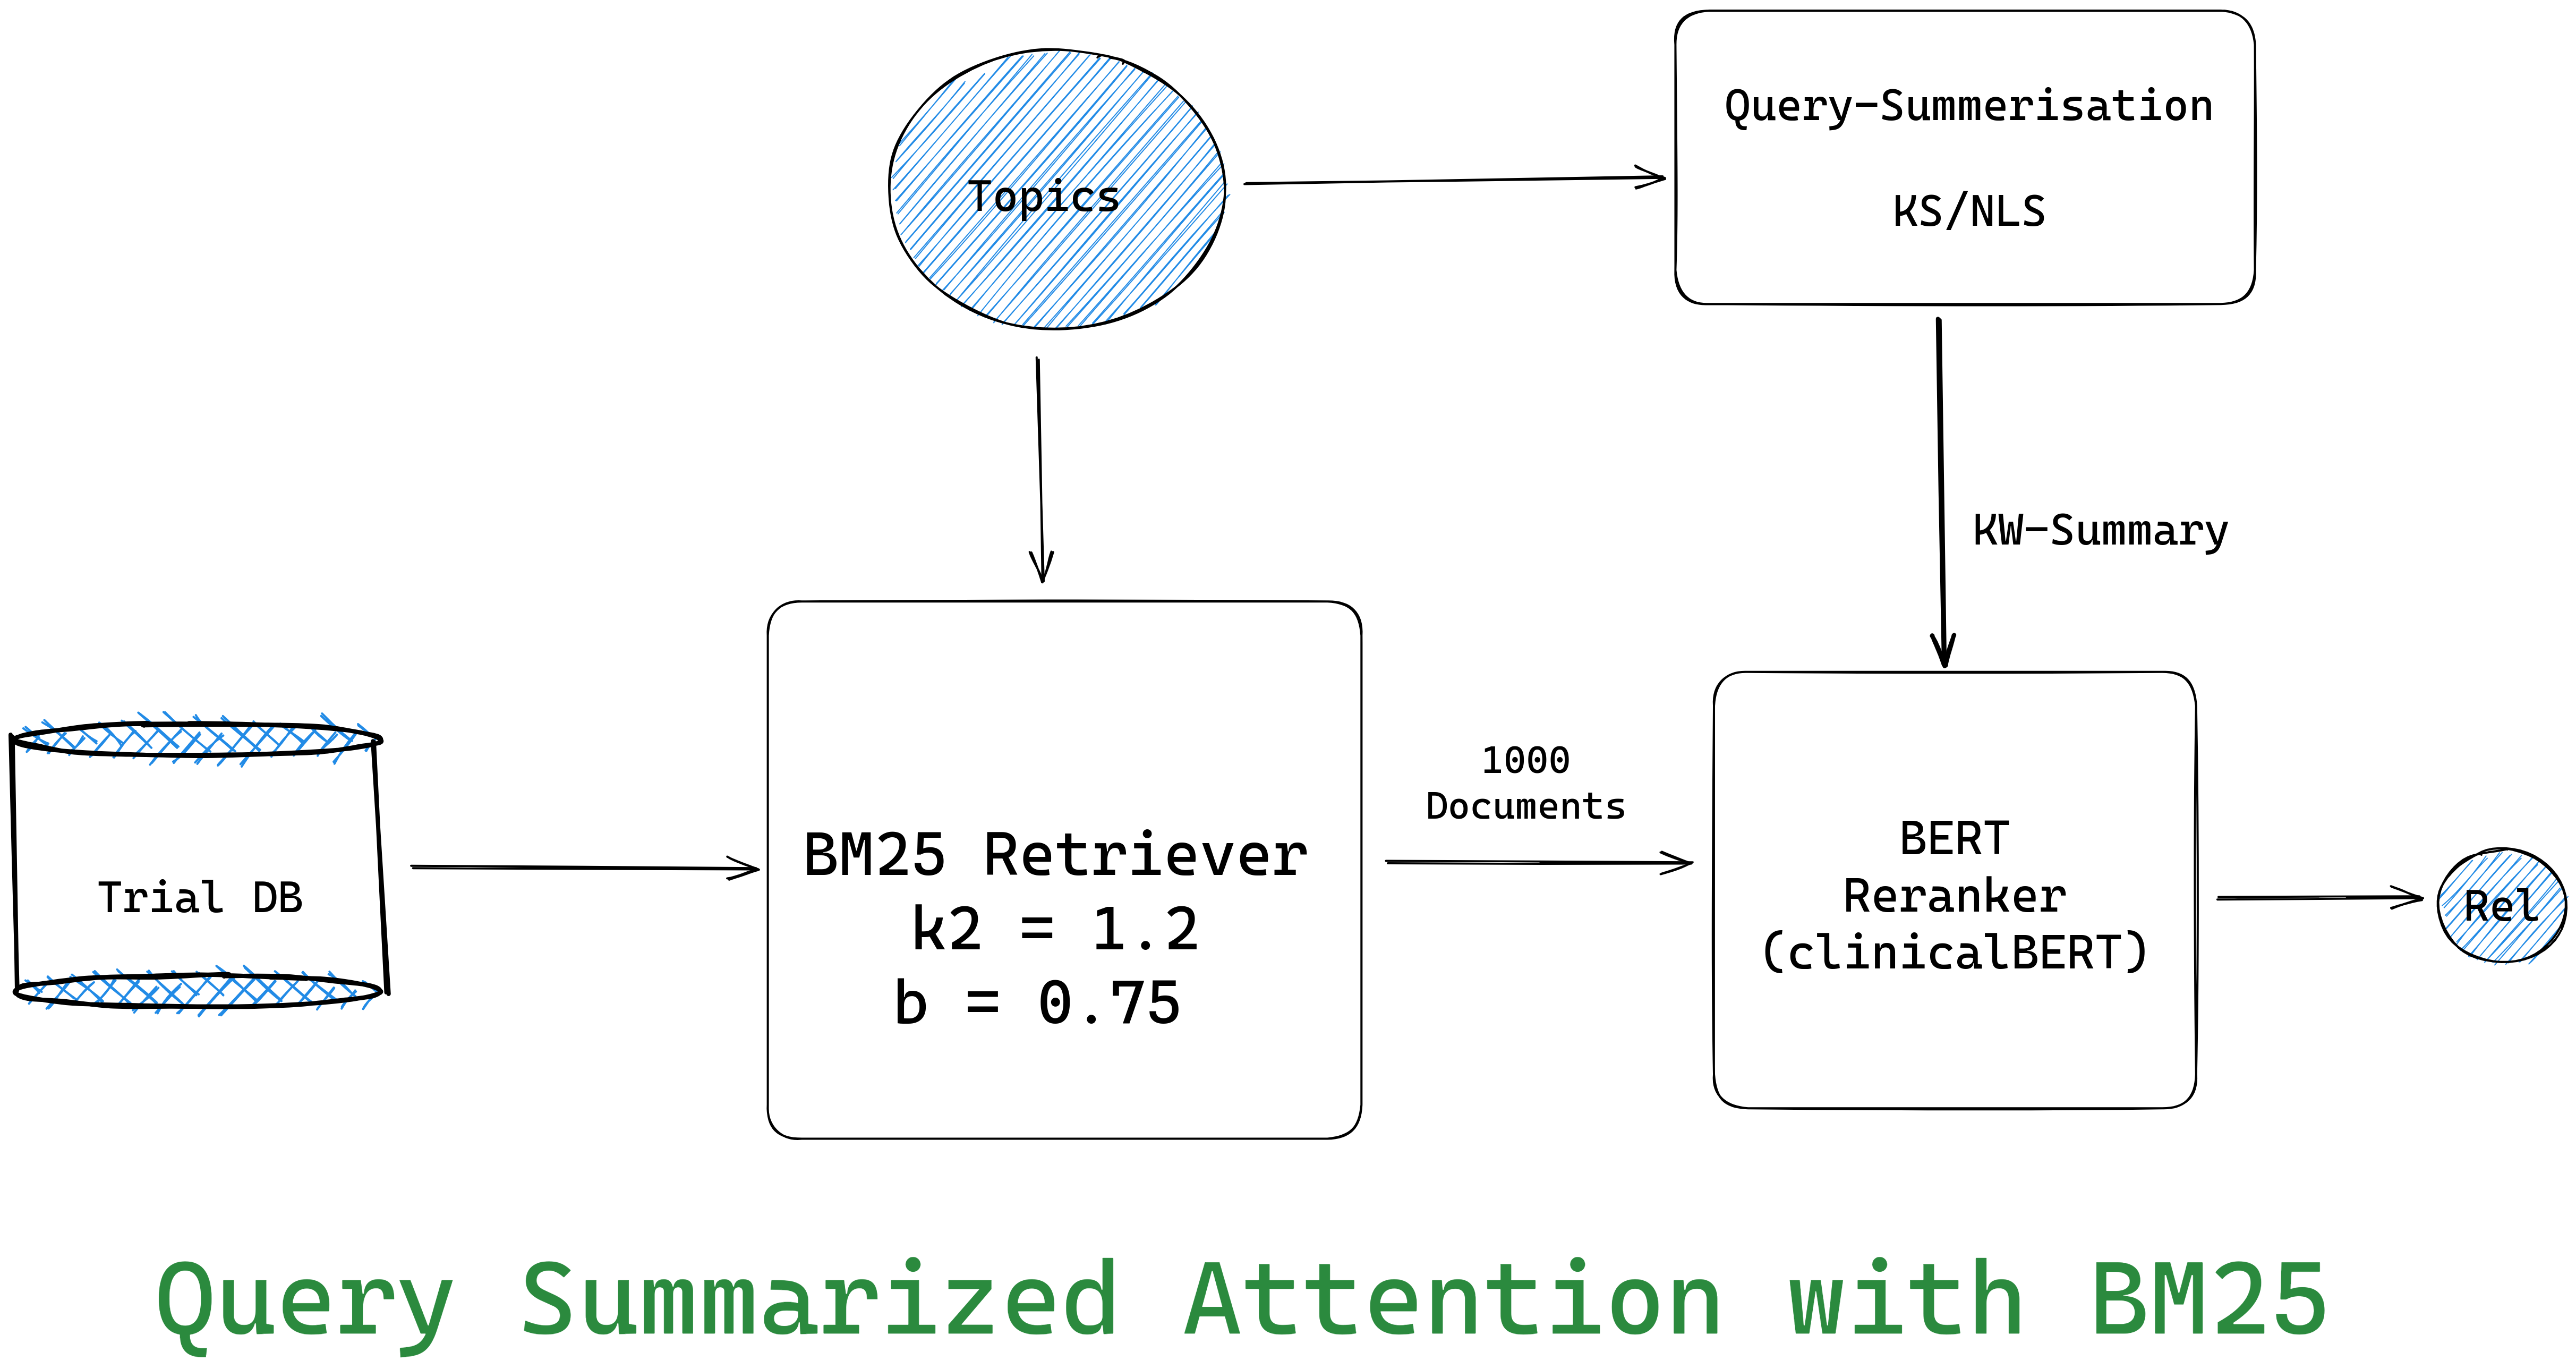 Topics
Query-Summerisation
KS/NLS
KW-Summary
Trial DB
BM25 Retriever
k2 = 1.2
b = 0.75
1000
Documents
BERT
Reranker
(clinicalBERT)
Rel
Query Summarized Attention with BM25